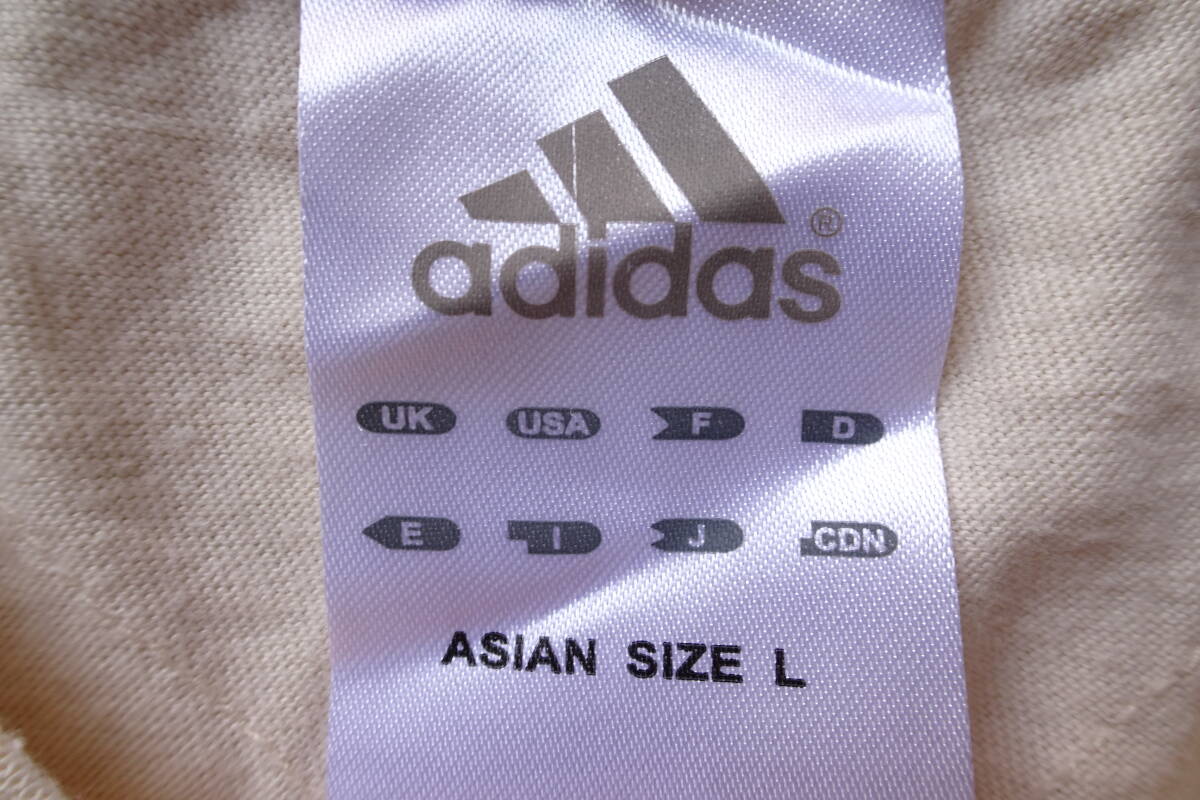 adidas®
UK USA F D
E I J CDN
ASIAN SIZE L